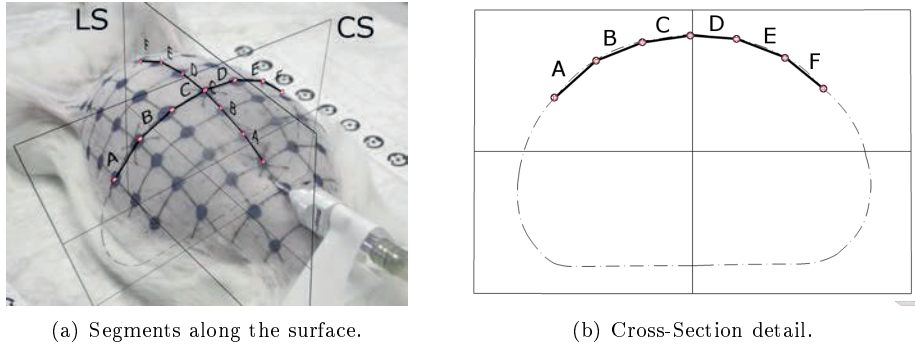 LS
CS
F E D C D E F
B B
A A
A B C D E F
(a) Segments along the surface.
(b) Cross-Section detail.